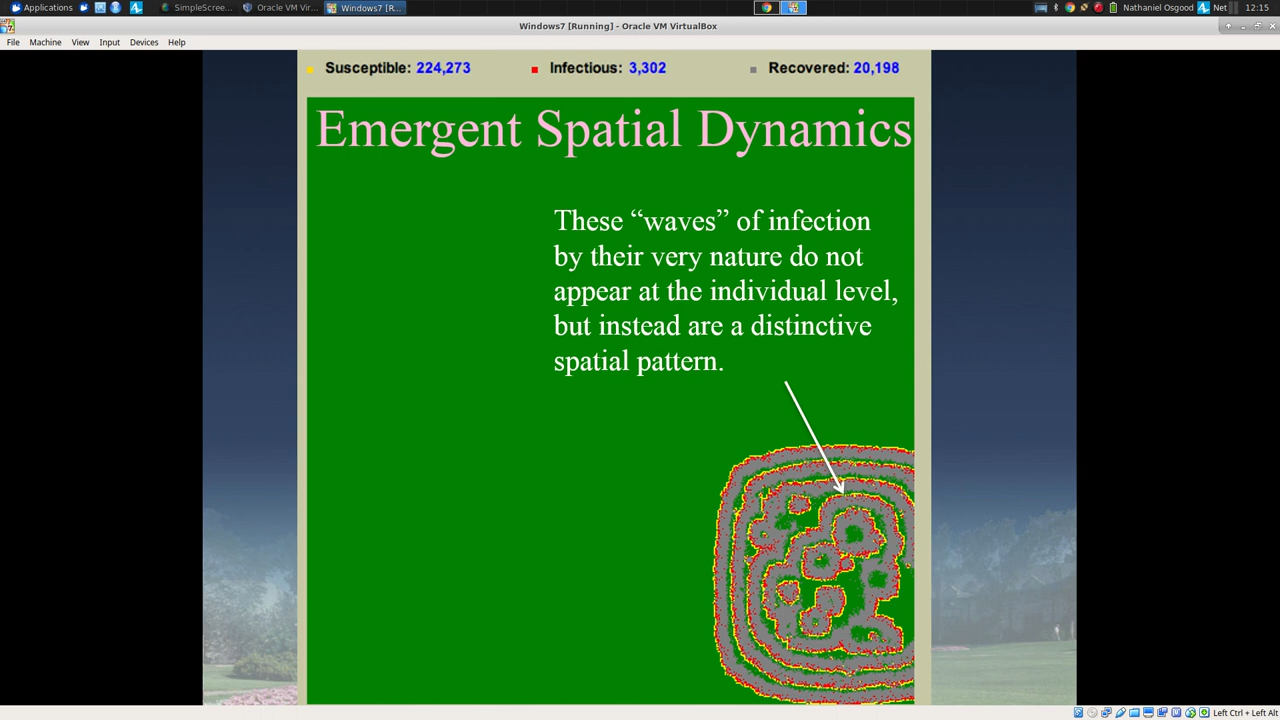 Applications SimpleScree... Oracle VM Vir... Windows7 [R... Nathaniel Osgood Net 12:15
Windows7 [Running] - Oracle VM VirtualBox
File Machine View Input Devices Help
Susceptible: 224,273 Infectious: 3,302 Recovered: 20,198
Emergent Spatial Dynamics
These “waves” of infection
by their very nature do not
appear at the individual level,
but instead are a distinctive
spatial pattern.
Left Ctrl + Left Alt